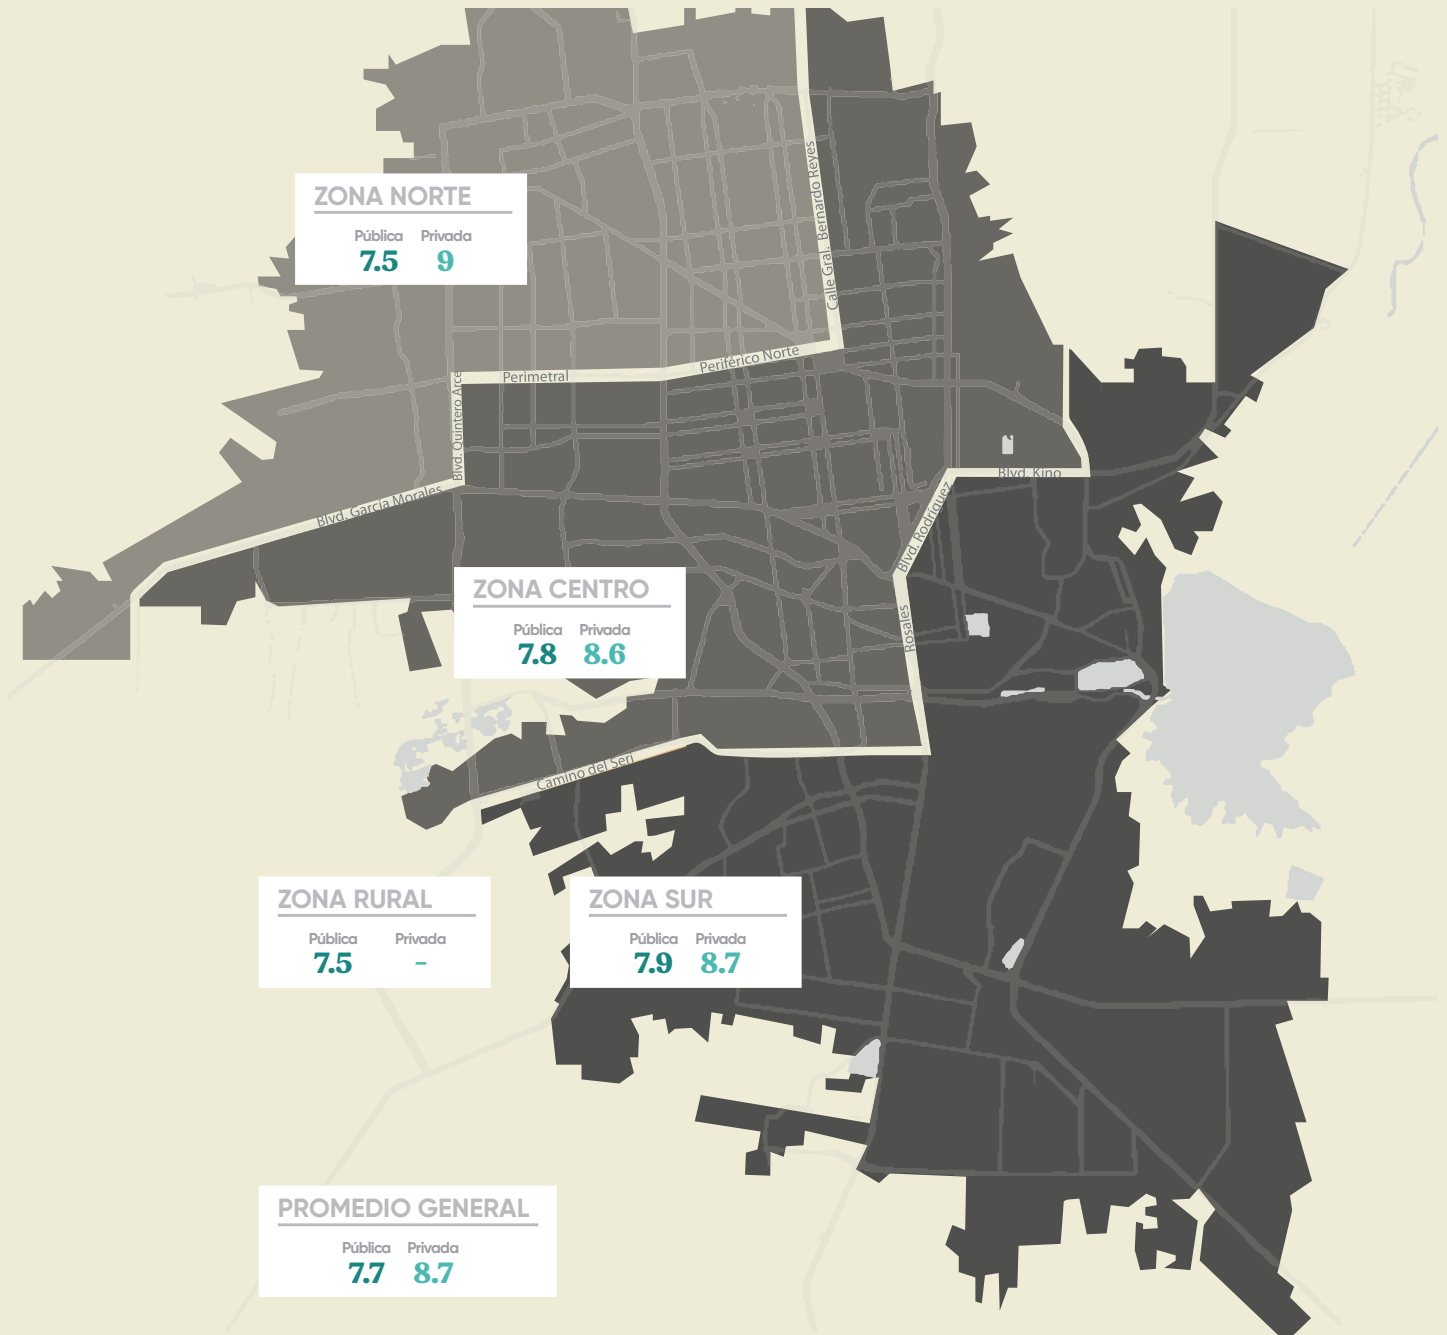 Calle Gral. Bernardo Reyes
ZONA NORTE
Pública Privada
7.5 9
Periférico Norte
Perimetral
Blvd. Quintero Arce
Blvd. Kino
Blvd. García Morales
Blvd. Rodríguez
ZONA CENTRO
Pública Privada
7.8 8.6
Rosales
Camino del Seri
ZONA RURAL
Pública Privada
7.5 -
ZONA SUR
Pública Privada
7.9 8.7
PROMEDIO GENERAL
Pública Privada
7.7 8.7